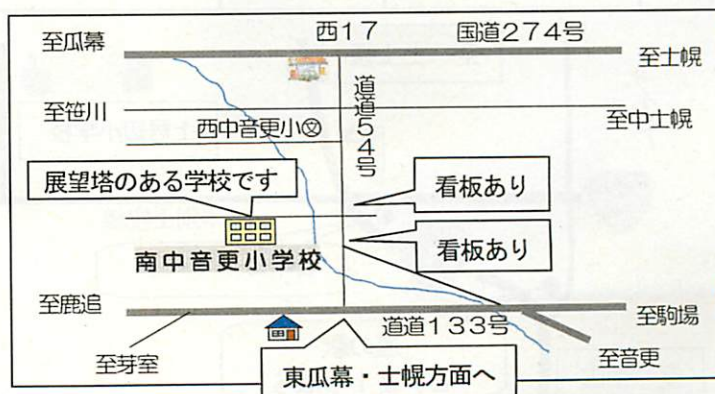 西17
国道274号
至瓜幕
至士幌
道道54号
至笹川
至中士幌
西中音更小
展望塔のある学校です
看板あり
看板あり
南中音更小学校
至鹿追
至駒場
道道133号
至芽室
至音更
東瓜幕・士幌方面へ